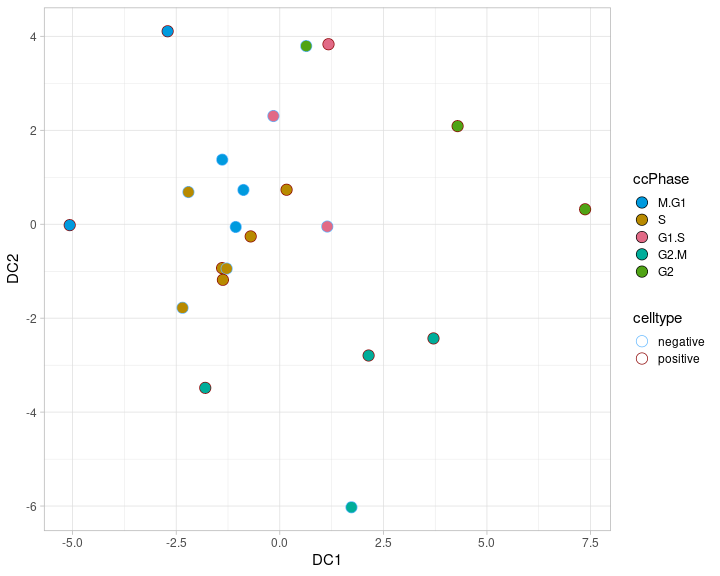 4
2
0
-2
-4
-6
DC2
-5.0 -2.5 0.0 2.5 5.0 7.5
DC1
ccPhase
M.G1
S
G1.S
G2.M
G2
celltype
negative
positive